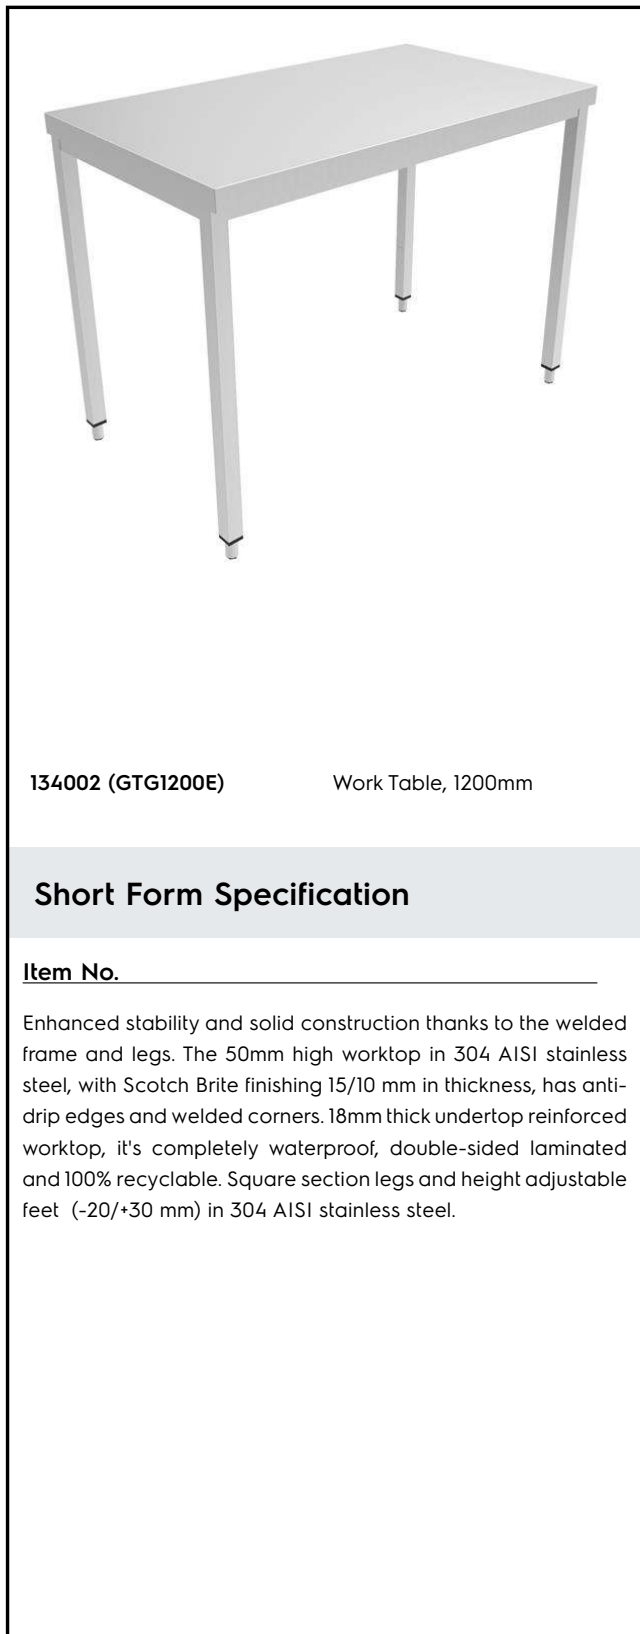 134002 (GTG1200E) Work Table, 1200mm
Short Form Specification
Item No.
Enhanced stability and solid construction thanks to the welded
frame and legs. The 50mm high worktop in 304 AISI stainless
steel, with Scotch Brite finishing 15/10 mm in thickness, has anti-
drip edges and welded corners. 18mm thick undertop reinforced
worktop, it's completely waterproof, double-sided laminated
and 100% recyclable. Square section legs and height adjustable
feet (-20/+30 mm) in 304 AISI stainless steel.